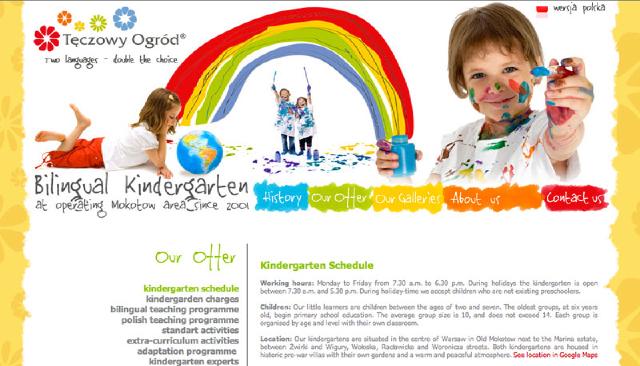 wersja polska
Tęczowy Ogród®
Two languages - double the choice
Bilingual Kindergarten
at operating Mokotow area since 2001
History
Our Offer
Our Galleries
About us
Contact us
Our Offer
kindergarten schedule
kindergarden charges
bilingual teaching programme
polish teaching programme
standart activities
extra-curriculum activities
adaptation programme
kindergarten experts
Kindergarten Schedule
Working hours: Monday to Friday from 7.30 a.m. to 6.30 p.m. During holidays the kindergarten is open
between 7.30 a.m. and 5.30 p.m. During holiday-time we accept children who are not existing preschoolers.
Children: Our little learners are children between the ages of two and seven. The oldest groups, at six years
old, begin primary school education. The average group size is 10, and does not exceed 14. Each group is
organised by age and level with their own classroom.
Location: Our kindergartens are situated in the centre of Warsaw in Old Mokotow next to the Marina estate,
between Żwirki and Wigury, Wołoska, Racławicka and Woronicza streets. Both kindergartens are housed in
historic pre-war villas with their own gardens and a warm and peaceful atmosphere. See location in Google Maps